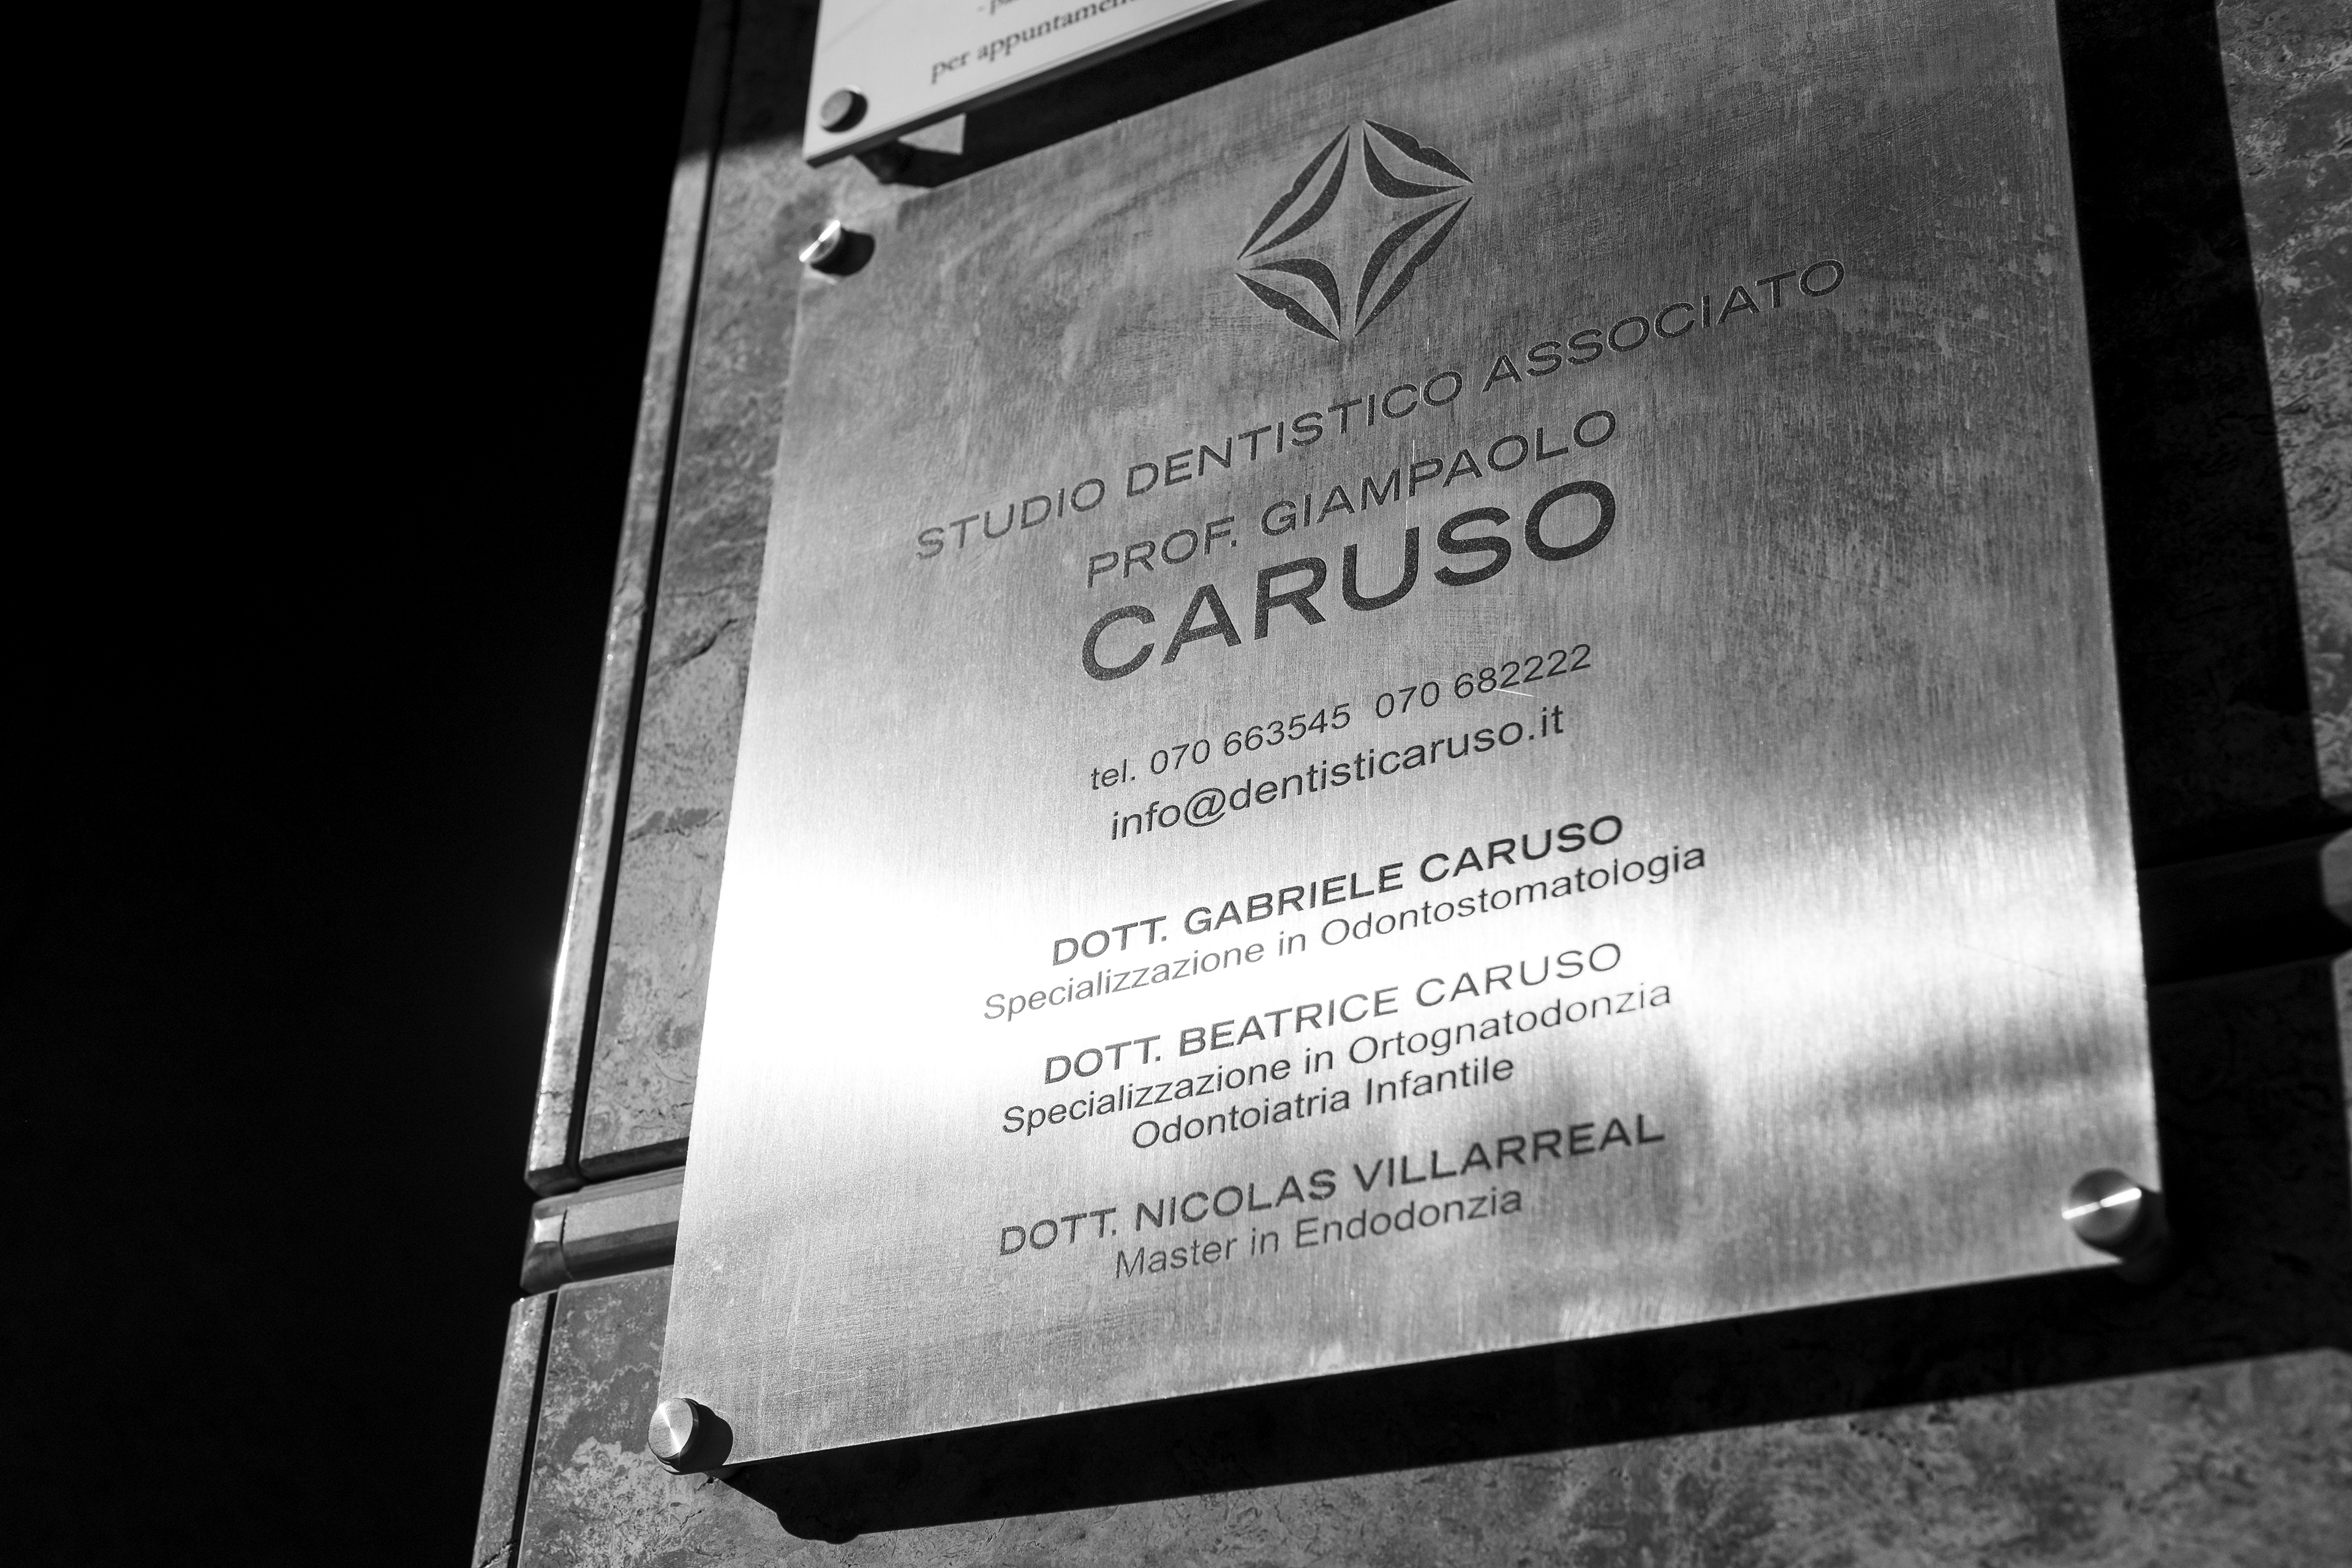 per appuntament
STUDIO DENTISTICO ASSOCIATO
PROF. GIAMPAOLO
CARUSO
tel. 070 663545 070 682222
info@dentisticaruso.it
DOTT. GABRIELE CARUSO
Specializzazione in Odontostomatologia
DOTT. BEATRICE CARUSO
Specializzazione in Ortognatodonzia
Odontoiatria Infantile
DOTT. NICOLAS VILLARREAL
Master in Endodonzia